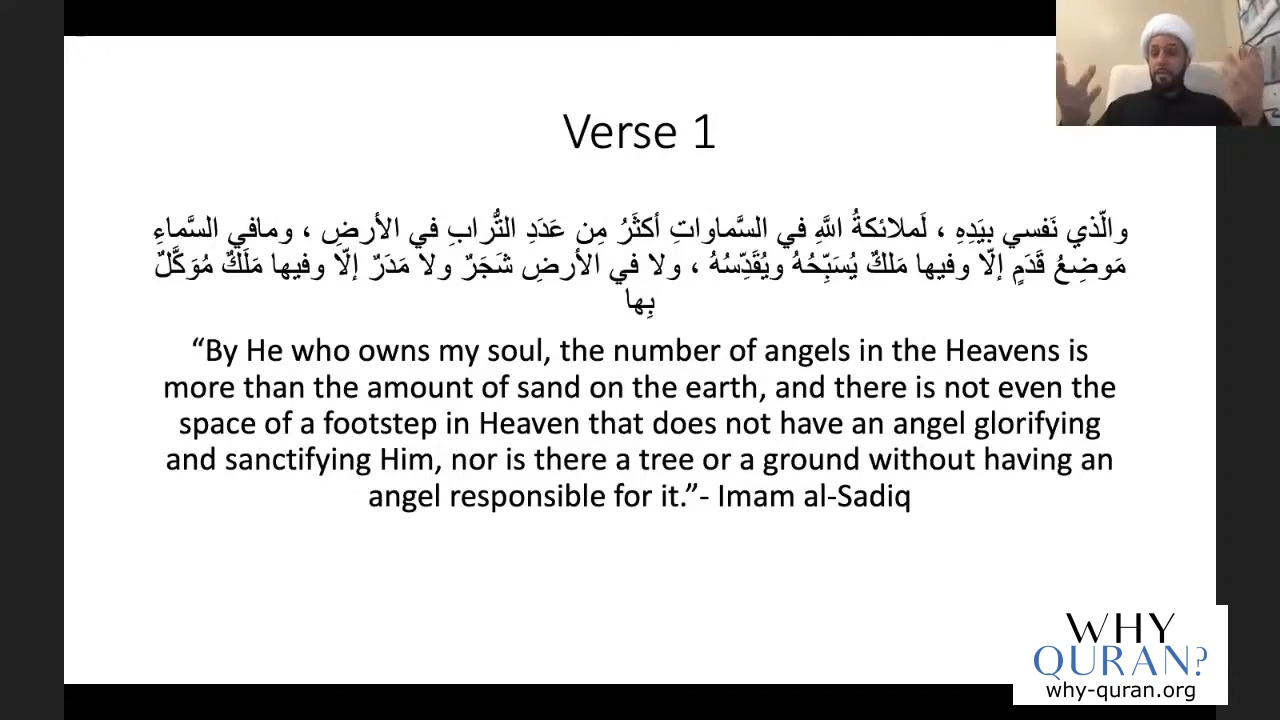 Verse 1
والّذي نَفسي بيَدِهِ ، لَملائكةُ اللَّهِ في السَّماواتِ أكثَرُ مِن عَدَدِ التُّرابِ في الأرضِ ، ومافي السَّماءِ
مَوضِعُ قَدَمٍ إلّا وفيها مَلكٌ يُسَبِّحُهُ ويُقَدِّسُهُ ، ولا في الأرضِ شَجَرٌ ولا مَدَرٌ إلّا وفيها مَلَكٌ مُوَكَّلٌ
بِها
“By He who owns my soul, the number of angels in the Heavens is
more than the amount of sand on the earth, and there is not even the
space of a footstep in Heaven that does not have an angel glorifying
and sanctifying Him, nor is there a tree or a ground without having an
angel responsible for it.”- Imam al-Sadiq
WHY
QURAN?
why-quran.org